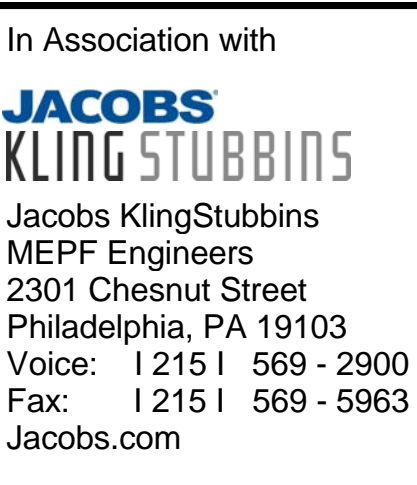 In Association with
JACOBS
KLING STUBBINS
Jacobs KlingStubbins
MEPF Engineers
2301 Chesnut Street
Philadelphia, PA 19103
Voice: l 215 l 569 - 2900
Fax: l 215 l 569 - 5963
Jacobs.com